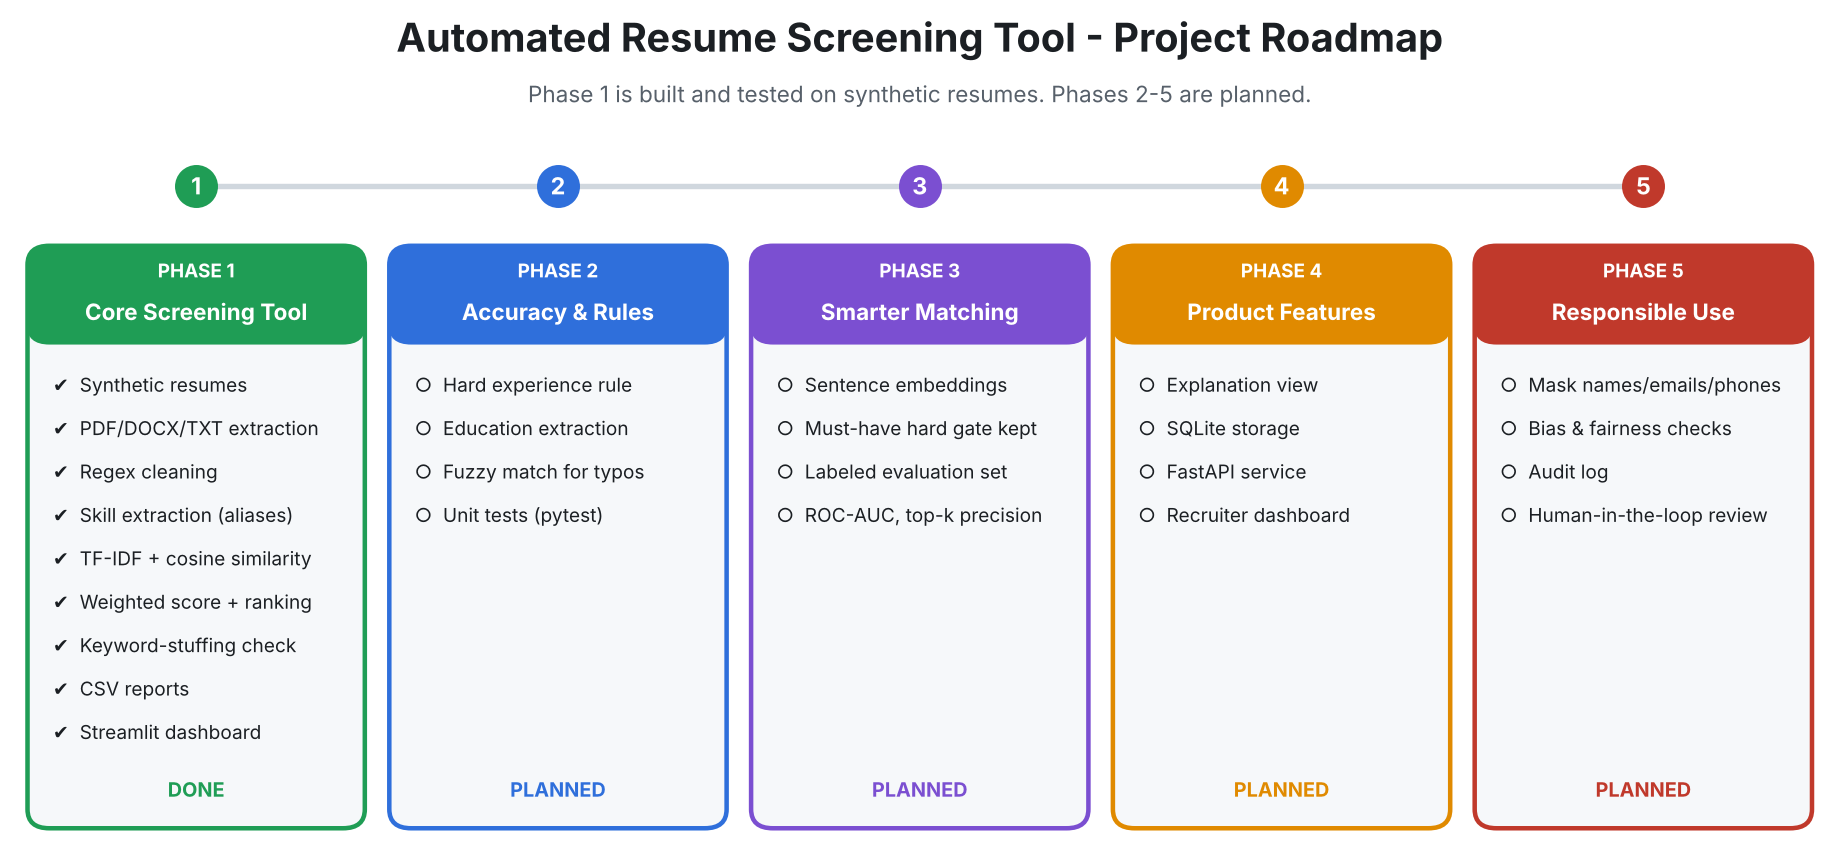 Automated Resume Screening Tool - Project Roadmap
Phase 1 is built and tested on synthetic resumes. Phases 2-5 are planned.
1
2
3
4
5
PHASE 1
Core Screening Tool
✔ Synthetic resumes
✔ PDF/DOCX/TXT extraction
✔ Regex cleaning
✔ Skill extraction (aliases)
✔ TF-IDF + cosine similarity
✔ Weighted score + ranking
✔ Keyword-stuffing check
✔ CSV reports
✔ Streamlit dashboard
DONE
PHASE 2
Accuracy & Rules
Hard experience rule
Education extraction
Fuzzy match for typos
Unit tests (pytest)
PLANNED
PHASE 3
Smarter Matching
Sentence embeddings
Must-have hard gate kept
Labeled evaluation set
ROC-AUC, top-k precision
PLANNED
PHASE 4
Product Features
Explanation view
SQLite storage
FastAPI service
Recruiter dashboard
PLANNED
PHASE 5
Responsible Use
Mask names/emails/phones
Bias & fairness checks
Audit log
Human-in-the-loop review
PLANNED